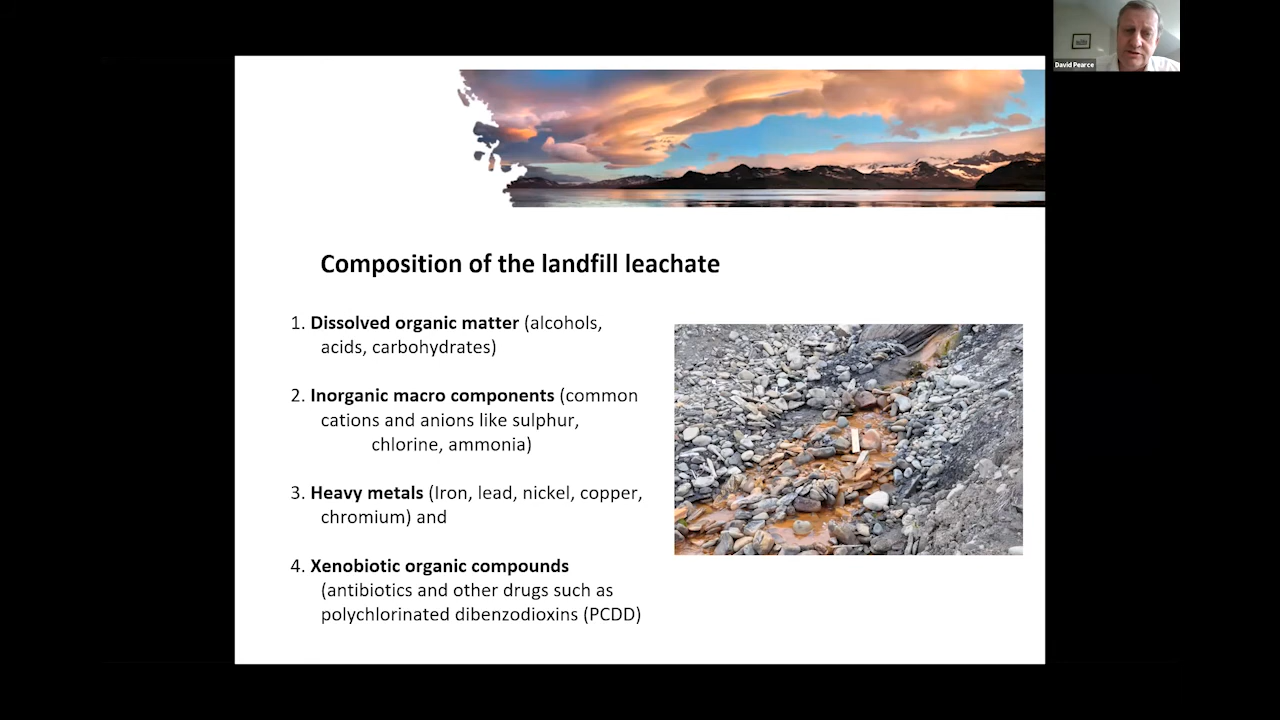 David Pearce
Composition of the landfill leachate
1. Dissolved organic matter (alcohols,
acids, carbohydrates)
2. Inorganic macro components (common
cations and anions like sulphur,
chlorine, ammonia)
3. Heavy metals (Iron, lead, nickel, copper,
chromium) and
4. Xenobiotic organic compounds
(antibiotics and other drugs such as
polychlorinated dibenzodioxins (PCDD)